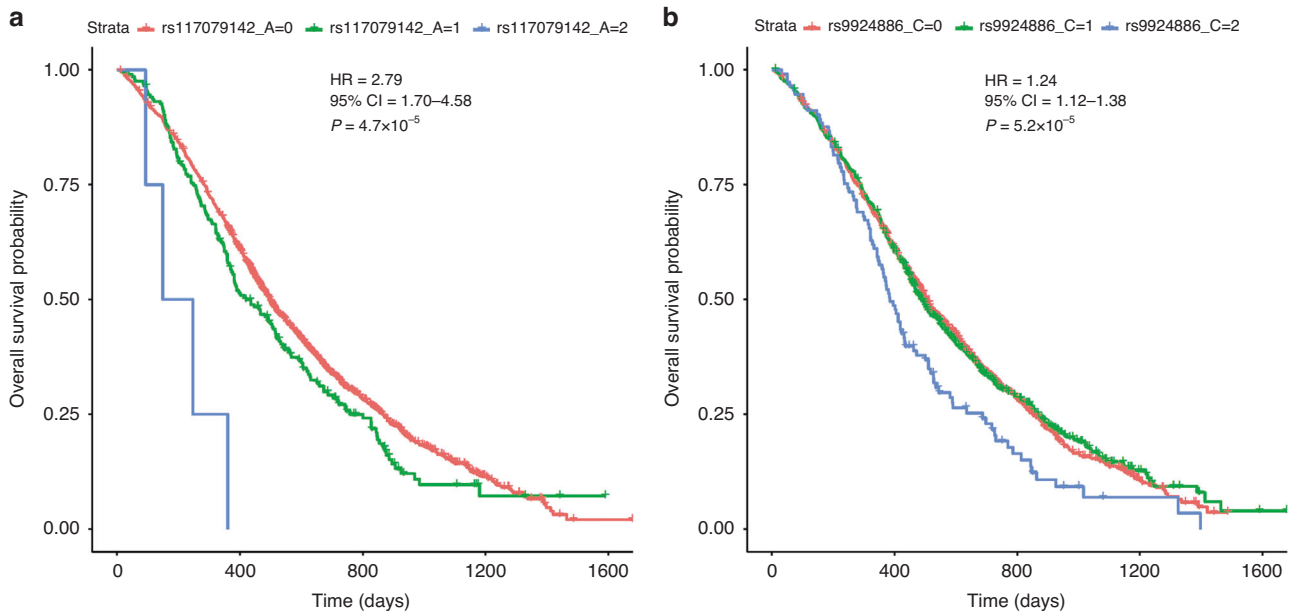 a
Strata rs117079142_A=0 rs117079142_A=1 rs117079142_A=2
HR = 2.79
95% CI = 1.70–4.58
P = 4.7×10⁻⁵
Overall survival probability
1.00
0.75
0.50
0.25
0.00
0 400 800 1200 1600
Time (days)
b
Strata rs9924886_C=0 rs9924886_C=1 rs9924886_C=2
HR = 1.24
95% CI = 1.12–1.38
P = 5.2×10⁻⁵
Overall survival probability
1.00
0.75
0.50
0.25
0.00
0 400 800 1200 1600
Time (days)